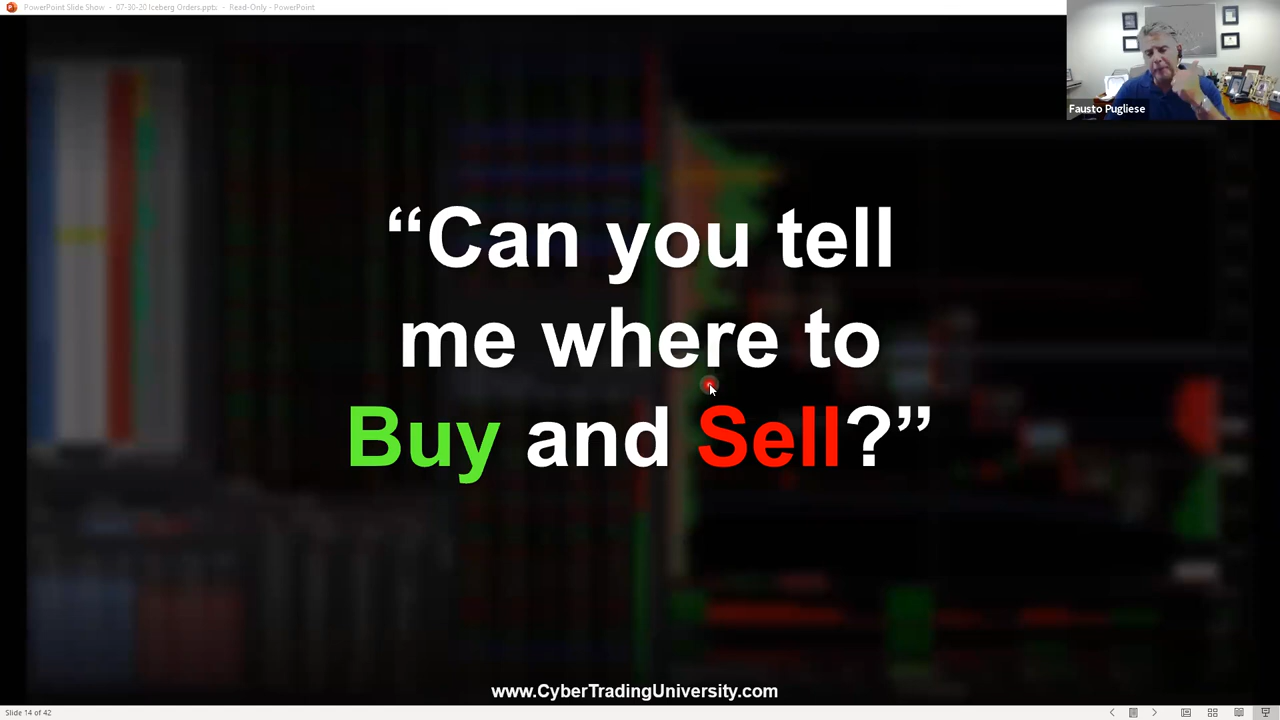 PowerPoint Slide Show - 07-30-20 Iceberg Orders.pptx - Read-Only - PowerPoint
Fausto Pugliese
“Can you tell
me where to
Buy and Sell?”
www.CyberTradingUniversity.com
Slide 14 of 42